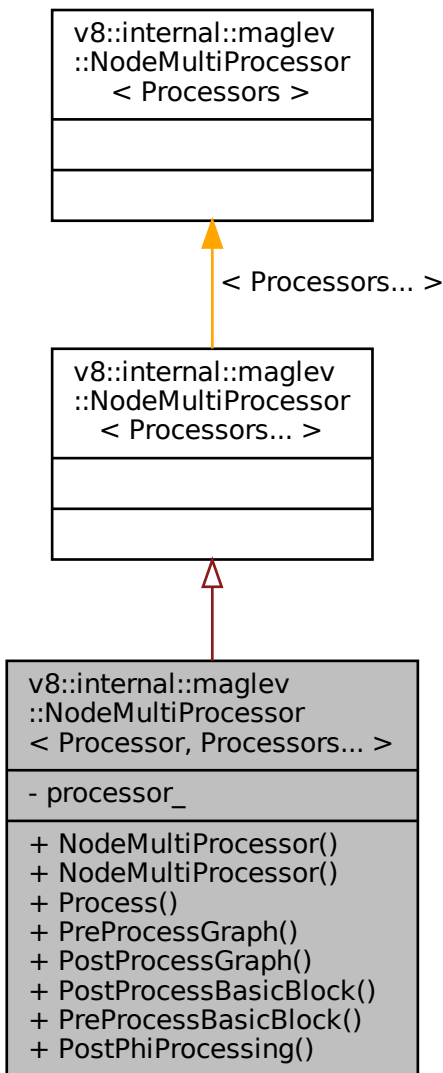 v8::internal::maglev
::NodeMultiProcessor
< Processors >
< Processors... >
v8::internal::maglev
::NodeMultiProcessor
< Processors... >
v8::internal::maglev
::NodeMultiProcessor
< Processor, Processors... >
- processor_
+ NodeMultiProcessor()
+ NodeMultiProcessor()
+ Process()
+ PreProcessGraph()
+ PostProcessGraph()
+ PostProcessBasicBlock()
+ PreProcessBasicBlock()
+ PostPhiProcessing()